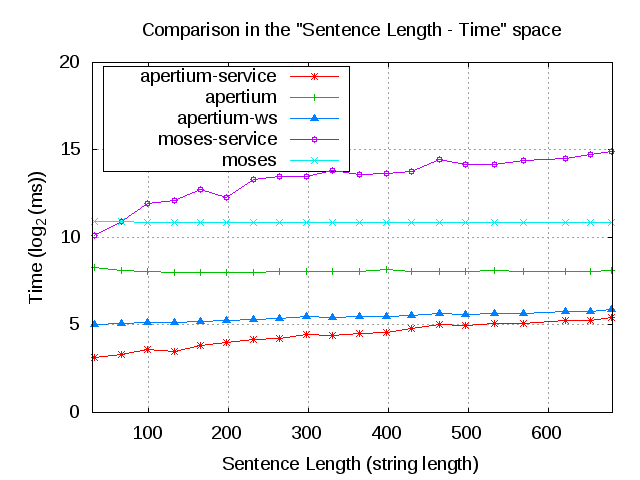 Comparison in the "Sentence Length - Time" space
20
15
10
5
0
Time (log2 (ms))
apertium-service
apertium
apertium-ws
moses-service
moses
100 200 300 400 500 600
Sentence Length (string length)